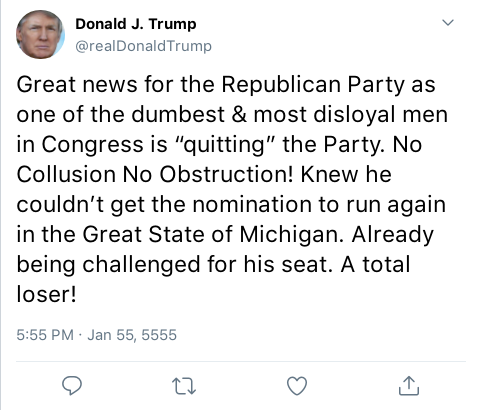 Donald J. Trump
@realDonaldTrump
Great news for the Republican Party as
one of the dumbest & most disloyal men
in Congress is “quitting” the Party. No
Collusion No Obstruction! Knew he
couldn’t get the nomination to run again
in the Great State of Michigan. Already
being challenged for his seat. A total
loser!
5:55 PM · Jan 55, 5555